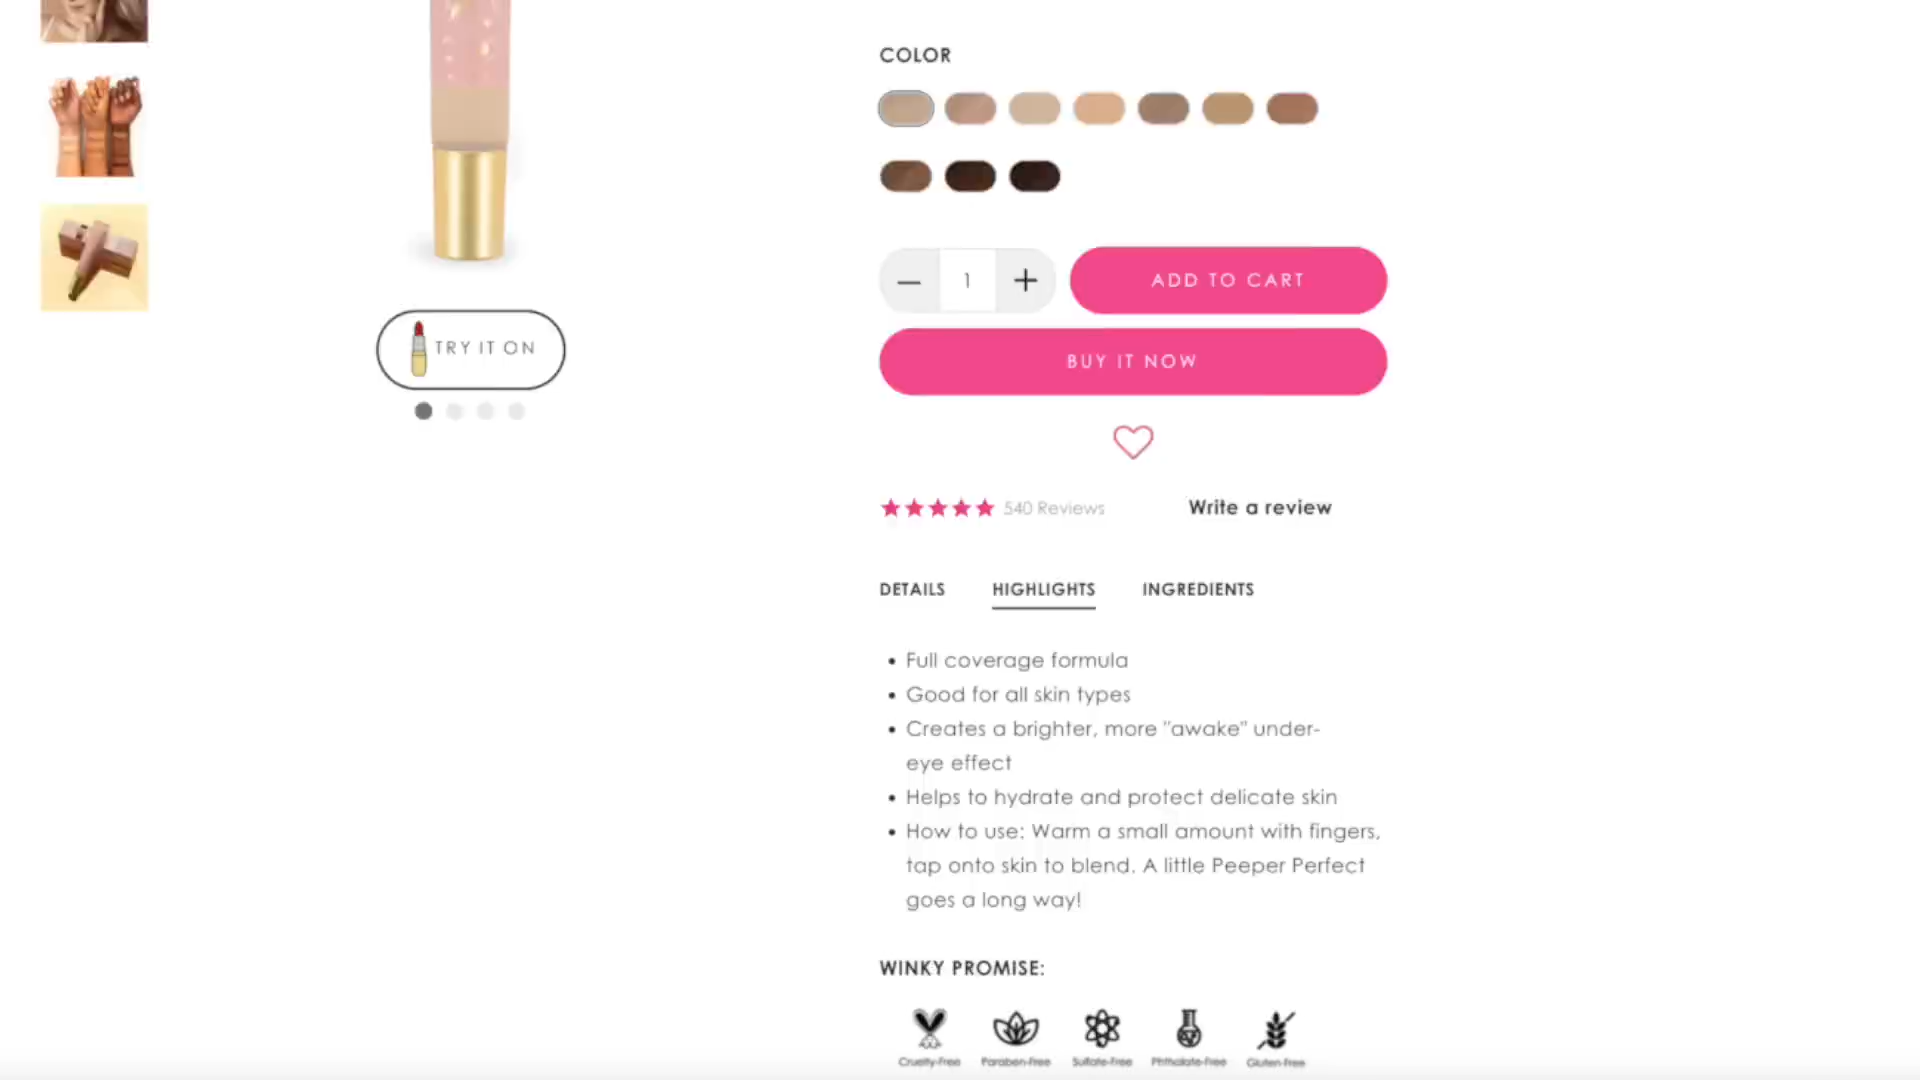 COLOR
1
ADD TO CART
TRY IT ON
BUY IT NOW
540 Reviews
Write a review
DETAILS
HIGHLIGHTS
INGREDIENTS
• Full coverage formula
• Good for all skin types
• Creates a brighter, more "awake" under-
eye effect
• Helps to hydrate and protect delicate skin
• How to use: Warm a small amount with fingers,
tap onto skin to blend. A little Peeper Perfect
goes a long way!
WINKY PROMISE:
Cruelty-Free
Paraben-Free
Sulfate-Free
Phthalate-Free
Gluten-Free